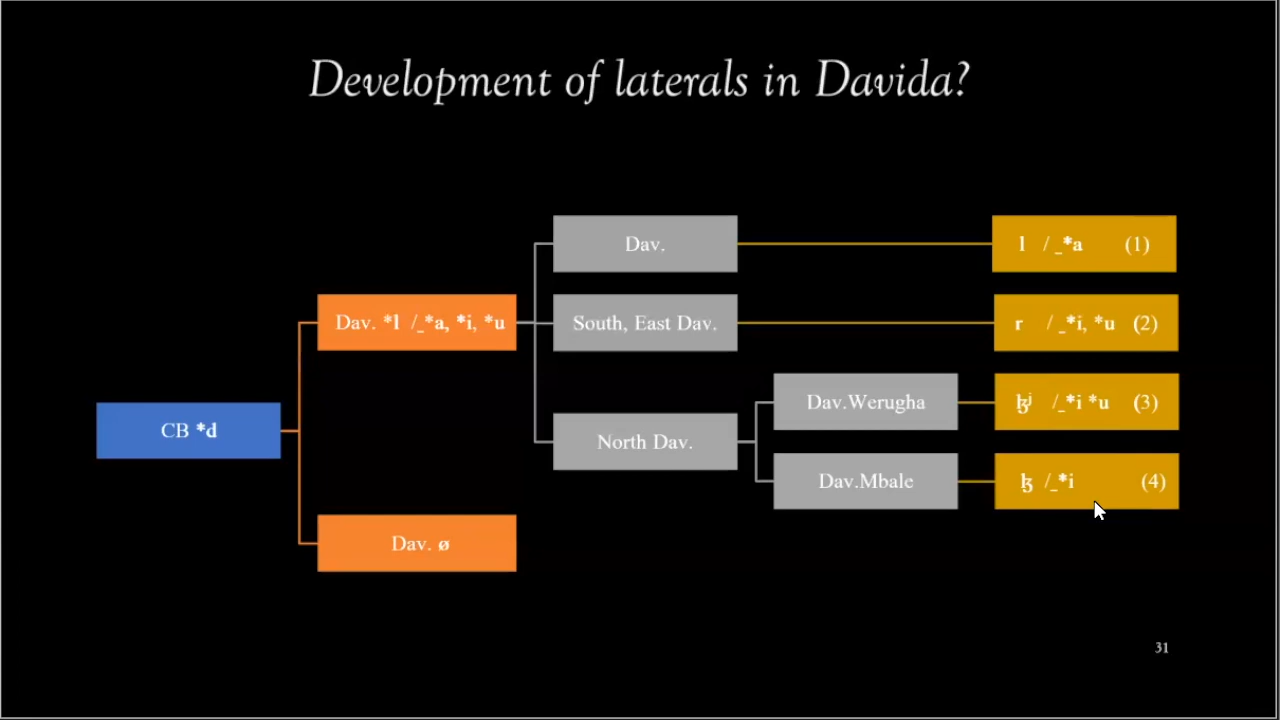 Development of laterals in Davida?
Dav.
l / _*a (1)
Dav. *l /_*a, *i, *u
South, East Dav.
r / _*i, *u (2)
Dav.Werugha
ɮʲ /_*i *u (3)
CB *d
North Dav.
Dav.Mbale
ɮ /_*i (4)
Dav. ø
31